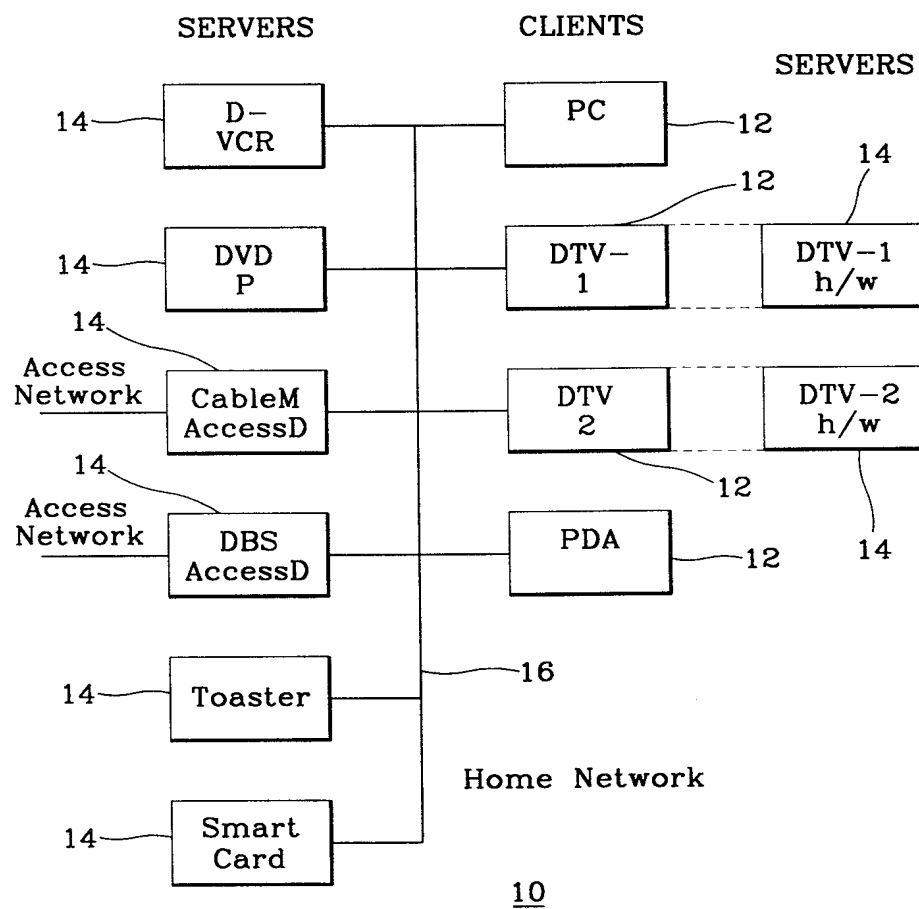 SERVERS
CLIENTS
SERVERS
14
D-
VCR
PC
12
12
14
14
DVD
P
DTV-
1
DTV-1
h/w
14
Access
Network
CableM
AccessD
DTV
2
DTV-2
h/w
14
12
14
Access
Network
DBS
AccessD
PDA
12
14
Toaster
16
Home Network
14
Smart
Card
10